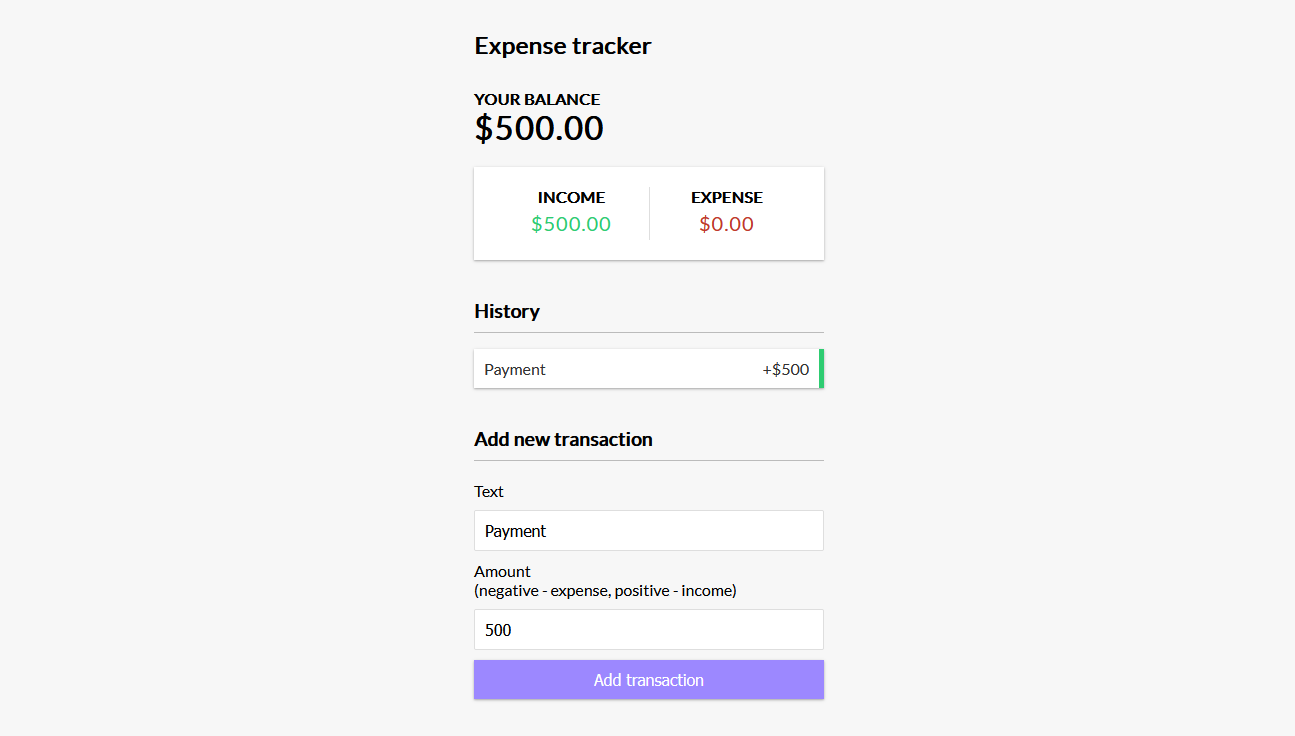 Expense tracker
YOUR BALANCE
$500.00
INCOME EXPENSE
$500.00 $0.00
History
Payment +$500
Add new transaction
Text
Payment
Amount
(negative - expense, positive - income)
500
Add transaction